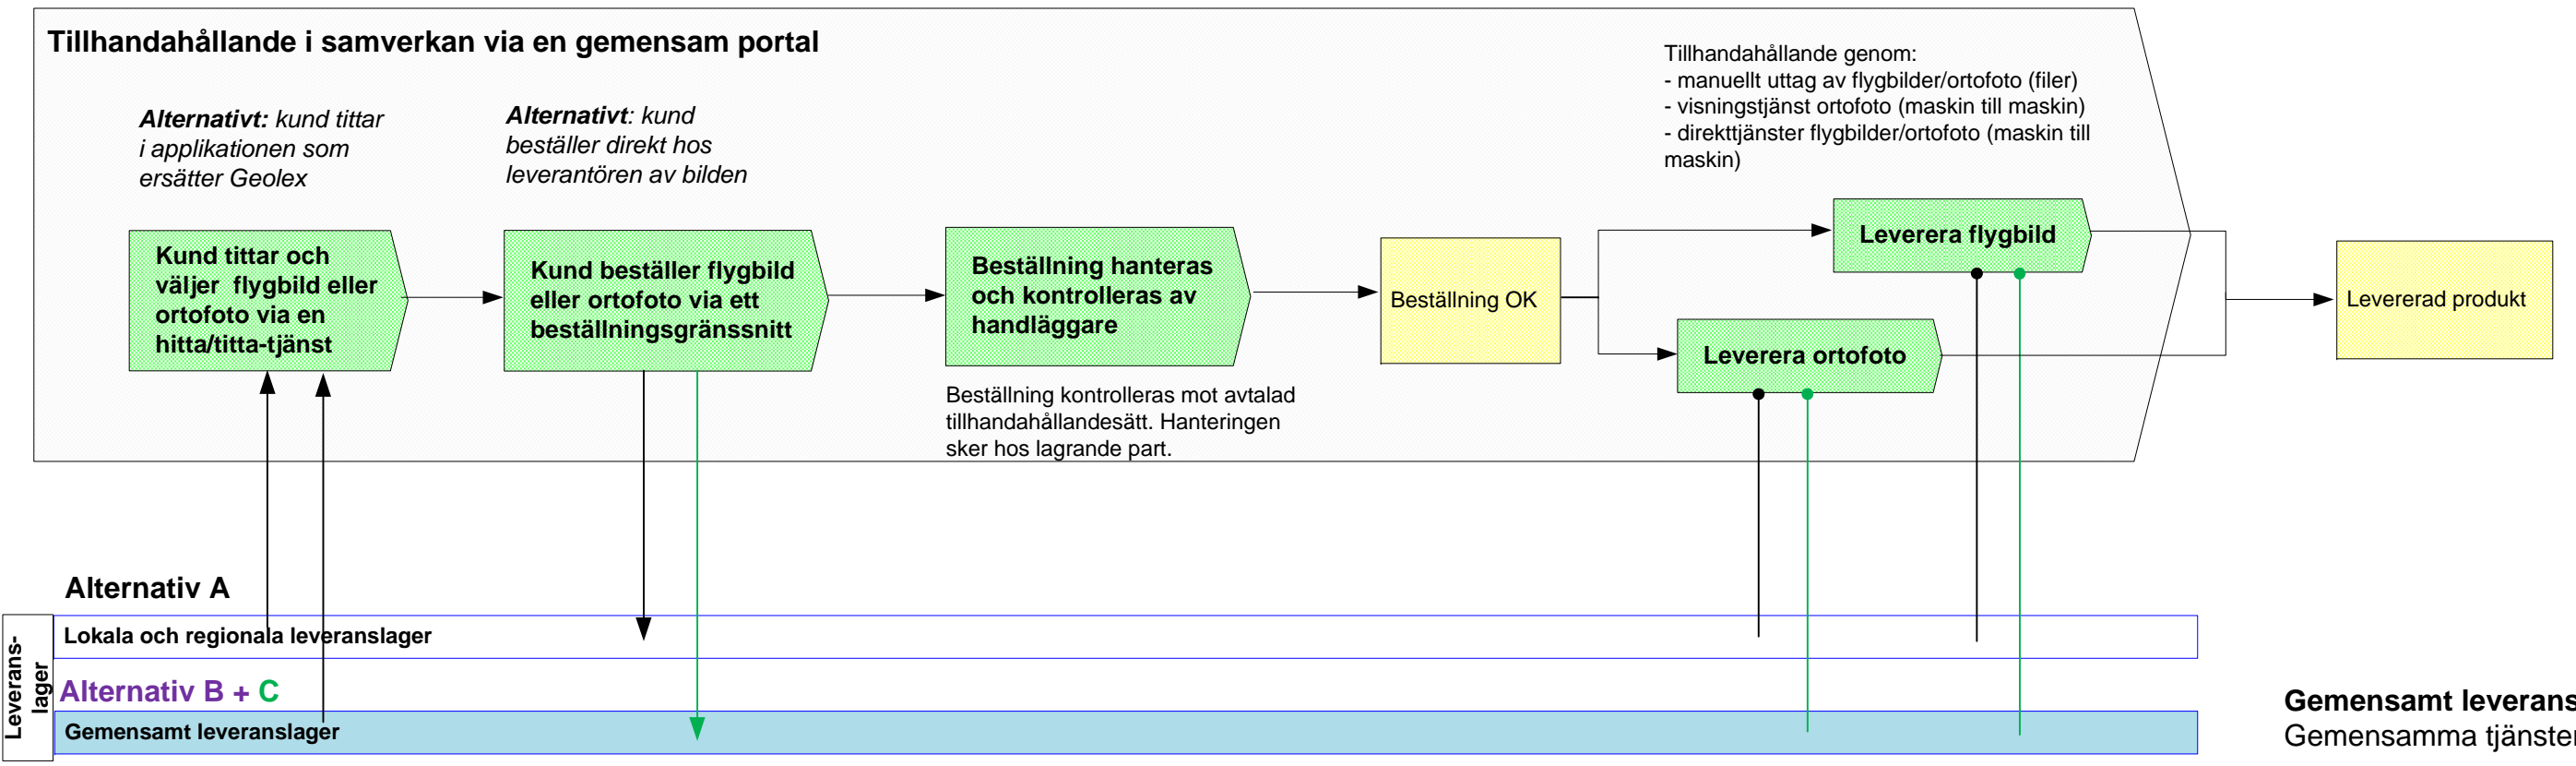 Tillhandahållande i samverkan via en gemensam portal
Alternativt: kund tittar
i applikationen som
ersätter Geolex
Alternativt: kund
beställer direkt hos
leverantören av bilden
Tillhandahållande genom:
- manuellt uttag av flygbilder/ortofoto (filer)
- visningstjänst ortofoto (maskin till maskin)
- direkttjänster flygbilder/ortofoto (maskin till
maskin)
Kund tittar och
väljer flygbild eller
ortofoto via en
hitta/titta-tjänst
Kund beställer flygbild
eller ortofoto via ett
beställningsgränssnitt
Beställning hanteras
och kontrolleras av
handläggare
Beställning kontrolleras mot avtalad
tillhandahållandesätt. Hanteringen
sker hos lagrande part.
Beställning OK
Leverera flygbild
Leverera ortofoto
Levererad produkt
Alternativ A
Leverans-
lager
Lokala och regionala leveranslager
Alternativ B + C
Gemensamt leveranslager
Gemensamt leverans
Gemensamma tjänster